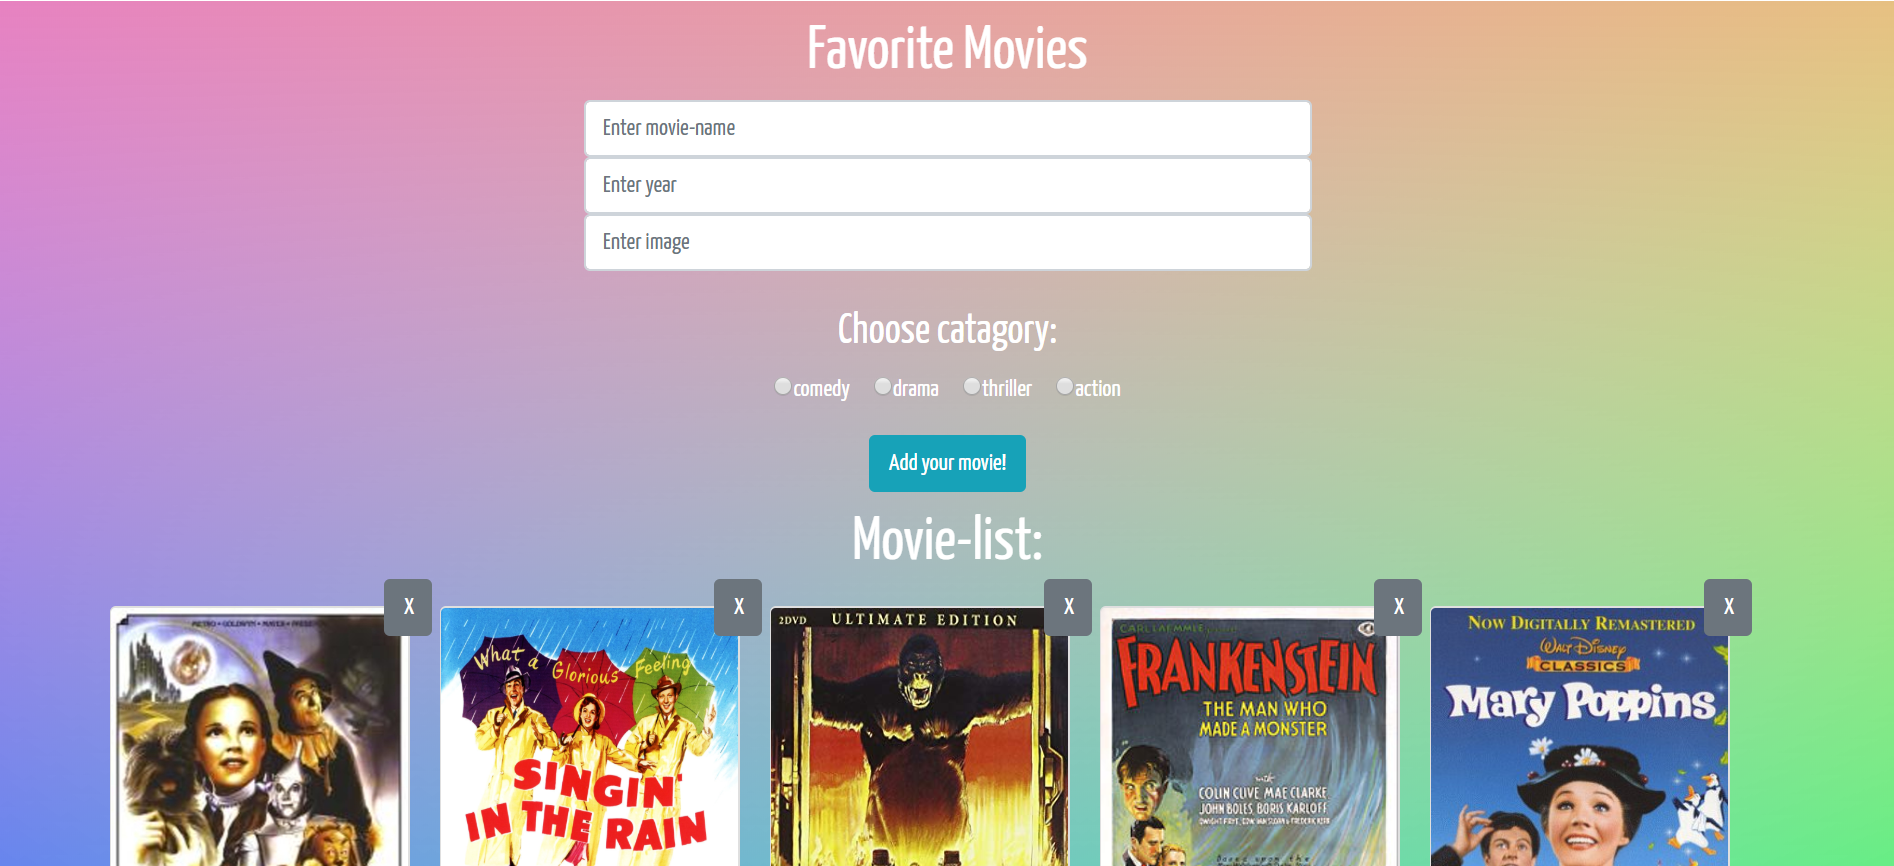 Favorite Movies
Enter movie-name
Enter year
Enter image
Choose catagory:
comedy drama thriller action
Add your movie!
Movie-list:
X X X X X
METRO-GOLDWYN-MAYER
What a Glorious Feeling
SINGIN'
IN THE RAIN
2DVD ULTIMATE EDITION
CARL LAEMMLE
FRANKENSTEIN
THE MAN WHO
MADE A MONSTER
with
COLIN CLIVE, MAE CLARKE,
JOHN BOLES, BORIS KARLOFF,
Based upon the
NOW DIGITALLY REMASTERED
WALT DISNEY
CLASSICS
Mary Poppins